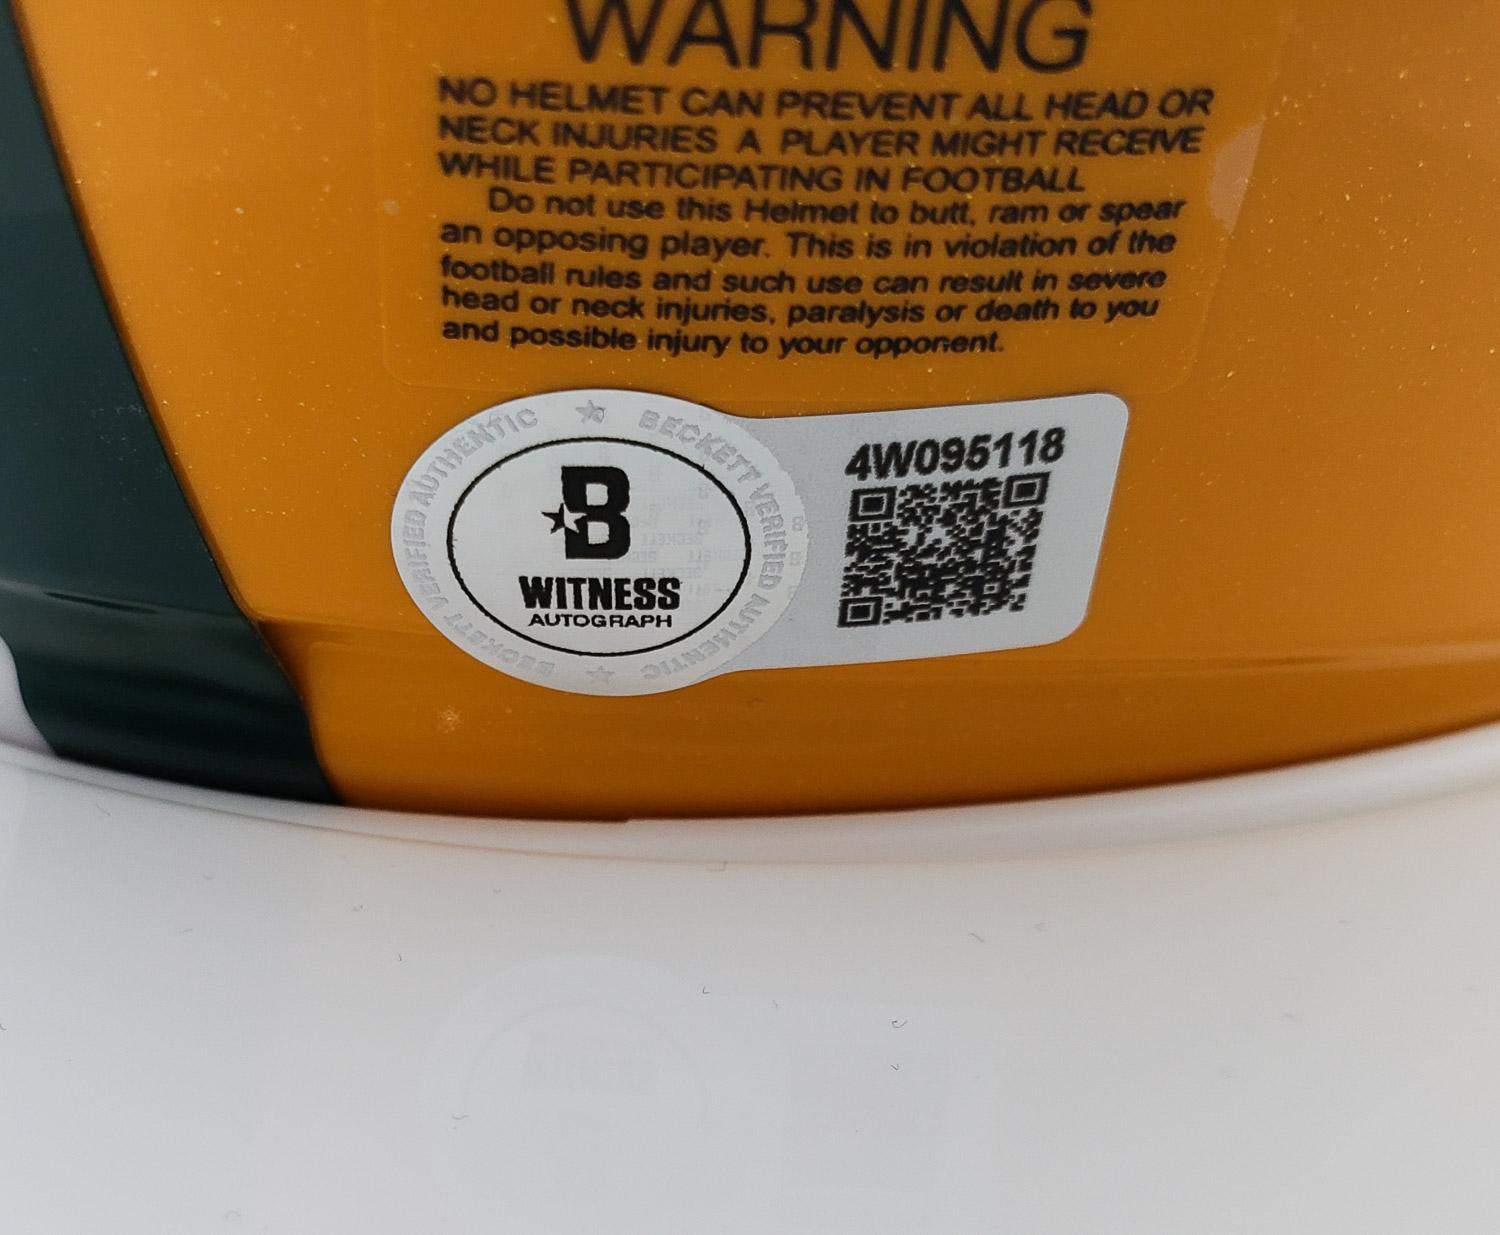 WARNING
NO HELMET CAN PREVENT ALL HEAD OR
NECK INJURIES A PLAYER MIGHT RECEIVE
WHILE PARTICIPATING IN FOOTBALL
Do not use this Helmet to butt, ram or spear
an opposing player. This is in violation of the
football rules and such use can result in severe
head or neck injuries, paralysis or death to you
and possible injury to your opponent.
BECKETT VERIFIED AUTHENTIC
BECKETT VERIFIED AUTHENTIC
B
WITNESS
AUTOGRAPH
4W095118